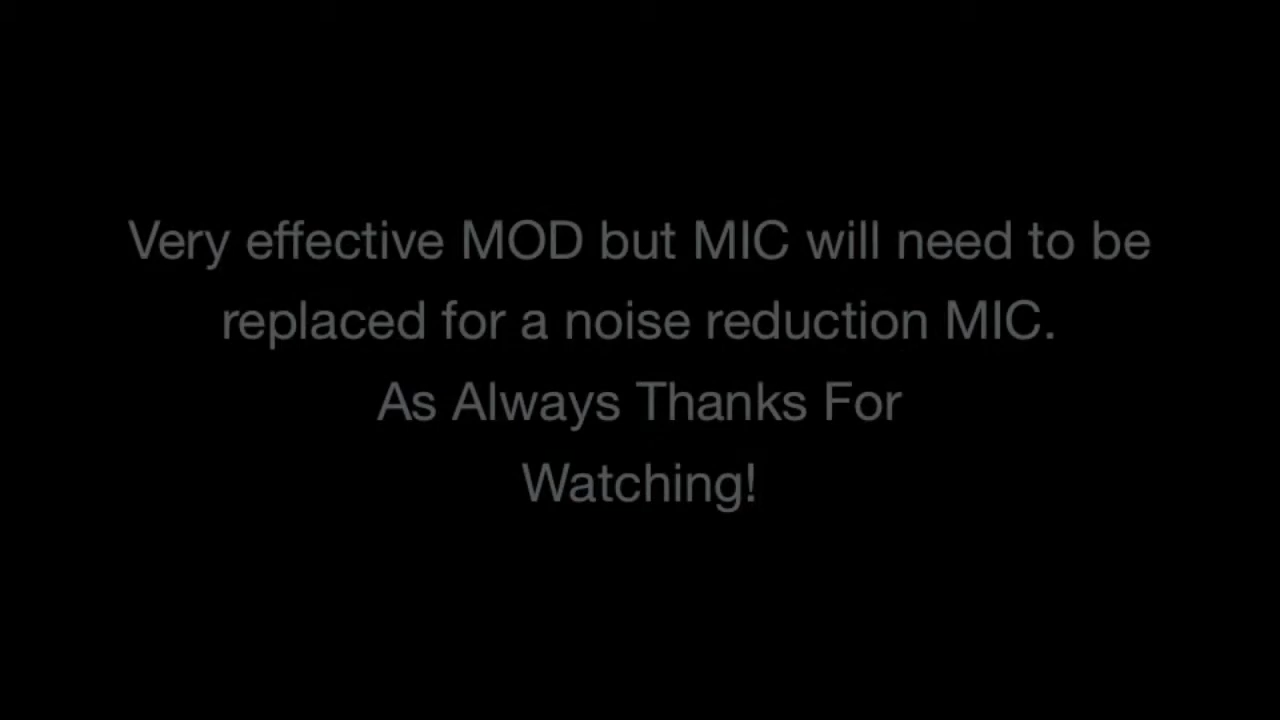 Very effective MOD but MIC will need to be
replaced for a noise reduction MIC.
As Always Thanks For
Watching!